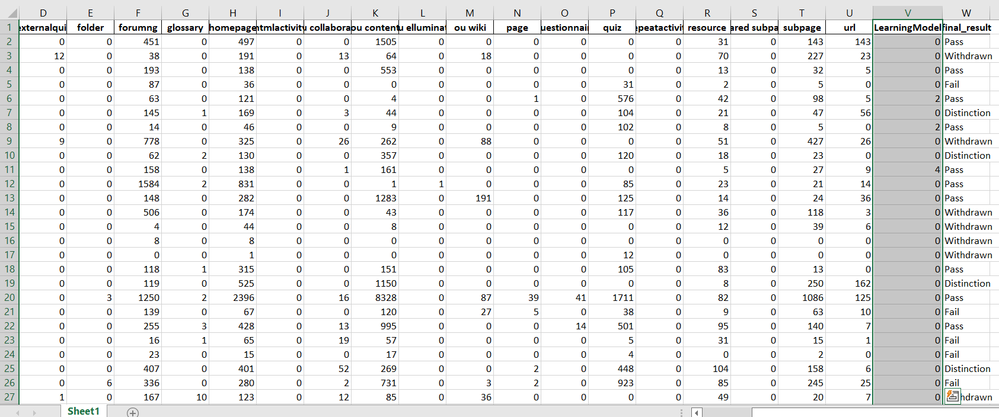 D E F G H I J K L M N O P Q R S T U V W
1 externalqui folder forumng glossary homepage htmlactivity u collabora ou content u elluminat ou wiki page uestionnai quiz epeatactivit resource ared subpa subpage url LearningModel final_result
2 0 0 451 0 497 0 0 1505 0 0 0 0 0 0 31 0 143 143 0 Pass
3 12 0 38 0 191 0 13 64 0 18 0 0 0 0 70 0 227 23 0 Withdrawn
4 0 0 193 0 138 0 0 553 0 0 0 0 0 0 13 0 32 5 0 Pass
5 0 0 87 0 36 0 0 0 0 0 0 0 31 0 2 0 5 0 0 Fail
6 0 0 63 0 121 0 0 4 0 0 1 0 576 0 42 0 98 5 2 Pass
7 0 0 145 1 169 0 3 44 0 0 0 0 104 0 21 0 47 56 0 Distinction
8 0 0 14 0 46 0 0 9 0 0 0 0 102 0 8 0 5 0 2 Pass
9 9 0 778 0 325 0 26 262 0 88 0 0 0 0 51 0 427 26 0 Withdrawn
10 0 0 62 2 130 0 0 357 0 0 0 0 120 0 18 0 23 0 0 Distinction
11 0 0 158 0 138 0 1 161 0 0 0 0 0 0 5 0 27 9 4 Pass
12 0 0 1584 2 831 0 0 1 1 0 0 0 85 0 23 0 21 14 0 Pass
13 0 0 148 0 282 0 0 1283 0 191 0 0 125 0 14 0 24 36 0 Pass
14 0 0 506 0 174 0 0 43 0 0 0 0 117 0 36 0 118 3 0 Withdrawn
15 0 0 4 0 44 0 0 8 0 0 0 0 0 0 12 0 39 6 0 Withdrawn
16 0 0 8 0 8 0 0 0 0 0 0 0 0 0 0 0 0 0 0 Withdrawn
17 0 0 0 0 1 0 0 0 0 0 0 0 12 0 0 0 0 0 0 Withdrawn
18 0 0 118 1 315 0 0 151 0 0 0 0 105 0 83 0 13 0 0 Pass
19 0 0 119 0 525 0 0 1150 0 0 0 0 0 0 8 0 250 162 0 Distinction
20 0 3 1250 2 2396 0 16 8328 0 87 39 41 1711 0 82 0 1086 125 0 Pass
21 0 0 139 0 67 0 0 120 0 27 5 0 38 0 9 0 63 10 0 Fail
22 0 0 255 3 428 0 13 995 0 0 0 14 501 0 95 0 140 7 0 Pass
23 0 0 16 1 65 0 19 57 0 0 0 0 5 0 31 0 15 1 0 Fail
24 0 0 23 0 15 0 0 17 0 0 0 0 4 0 0 0 2 0 0 Fail
25 0 0 407 0 401 0 52 269 0 0 2 0 448 0 104 0 158 6 0 Distinction
26 0 6 336 0 280 0 2 731 0 3 2 0 923 0 85 0 245 25 0 Fail
27 1 0 167 10 123 0 12 85 0 36 0 0 0 0 49 0 20 7 0 hdrawn
Sheet1